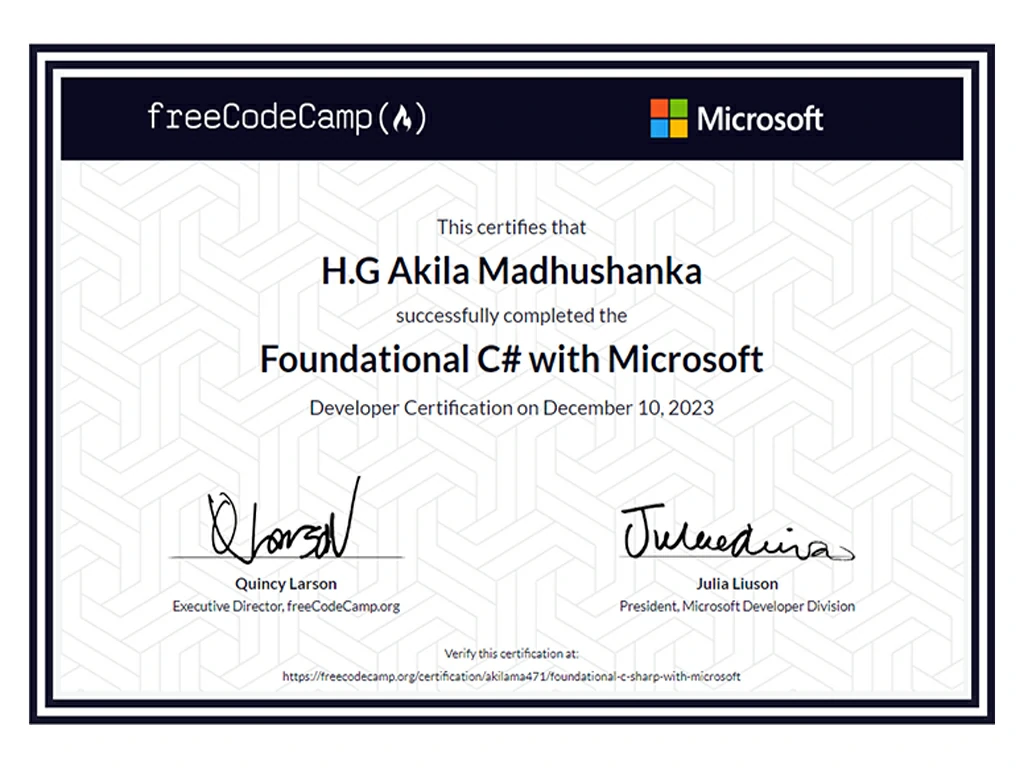 freeCodeCamp(🔥)
Microsoft
This certifies that
H.G Akila Madhushanka
successfully completed the
Foundational C# with Microsoft
Developer Certification on December 10, 2023
Quincy Larson
Executive Director, freeCodeCamp.org
Julia Liuson
President, Microsoft Developer Division
Verify this certification at:
https://freecodecamp.org/certification/akilama471/foundational-c-sharp-with-microsoft